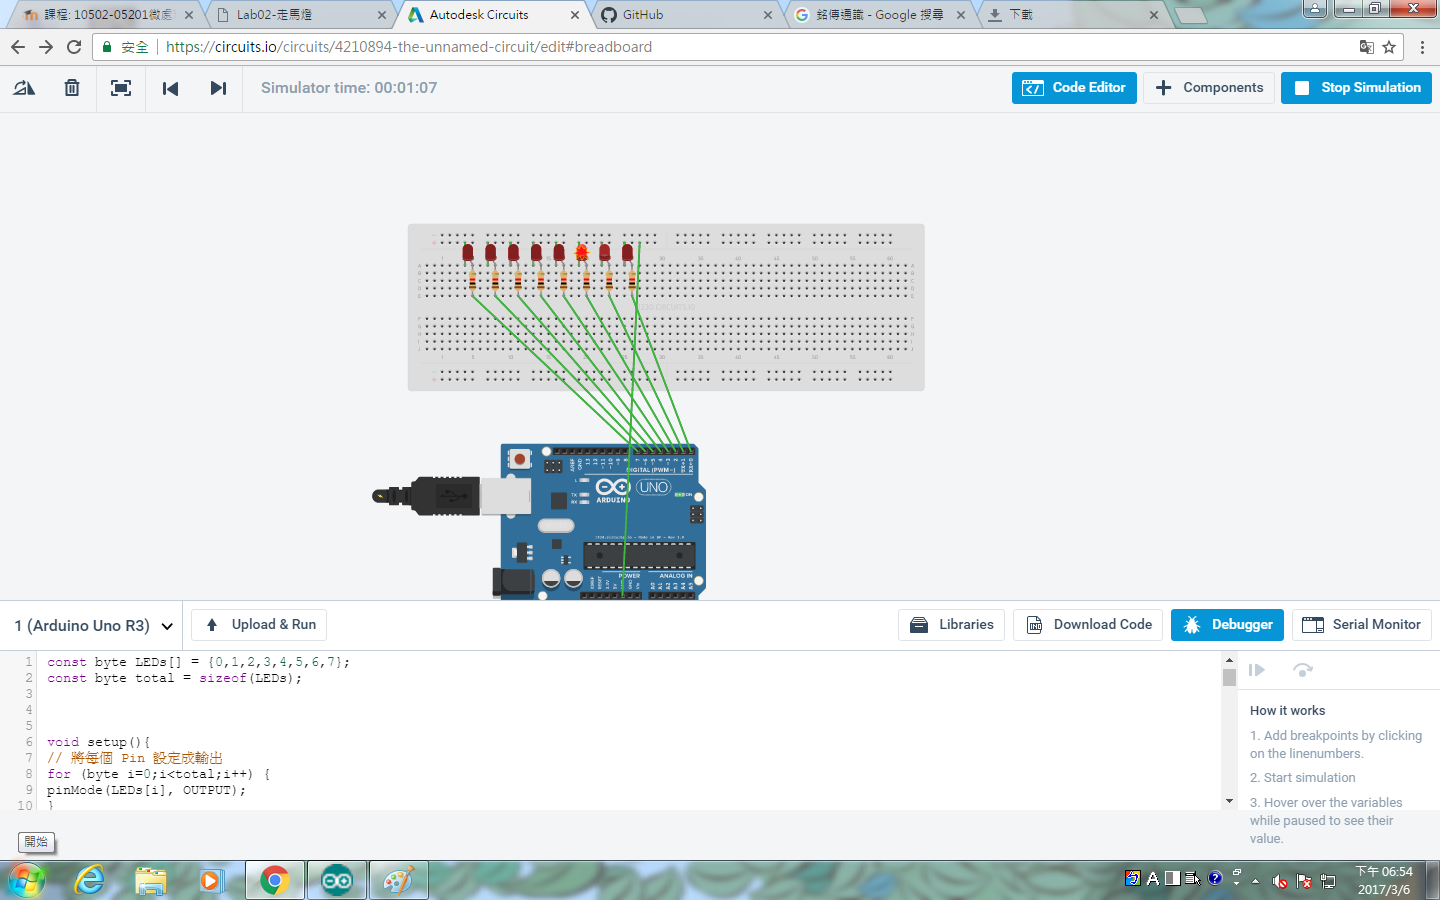 課程: 10502-05201微處
Lab02-走馬燈
Autodesk Circuits
GitHub
銘傳通識 - Google 搜尋
下載
安全
https://circuits.io/circuits/4210894-the-unnamed-circuit/edit#breadboard
Simulator time: 00:01:07
Code Editor
Components
Stop Simulation
DIGITAL (PWM~)
UNO
ARDUINO
POWER
ANALOG IN
1 (Arduino Uno R3)
Upload & Run
Libraries
Download Code
Debugger
Serial Monitor
1 const byte LEDs[] = {0,1,2,3,4,5,6,7};
2 const byte total = sizeof(LEDs);
3
4
5
6 void setup(){
7 // 將每個 Pin 設定成輸出
8 for (byte i=0;i<total;i++) {
9 pinMode(LEDs[i], OUTPUT);
10 }
How it works
1. Add breakpoints by clicking
on the linenumbers.
2. Start simulation
3. Hover over the variables
while paused to see their
value.
開始
下午 06:54
2017/3/6